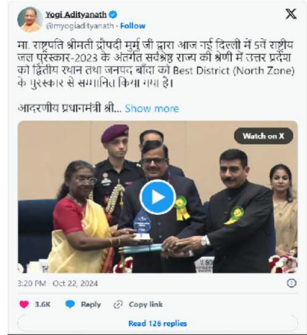 Yogi Adityanath
@myogiadityanath · Follow
मा. राष्ट्रपति श्रीमती द्रौपदी मुर्मु जी द्वारा आज नई दिल्ली में 5वें राष्ट्रीय
जल पुरस्कार-2023 के अंतर्गत सर्वश्रेष्ठ राज्य की श्रेणी में उत्तर प्रदेश
को द्वितीय स्थान तथा जनपद बाँदा को Best District (North Zone)
के पुरस्कार से सम्मानित किया गया है।
आदरणीय प्रधानमंत्री श्री... Show more
Watch on X
3:20 PM · Oct 22, 2024
3.6K Reply Copy link
Read 126 replies